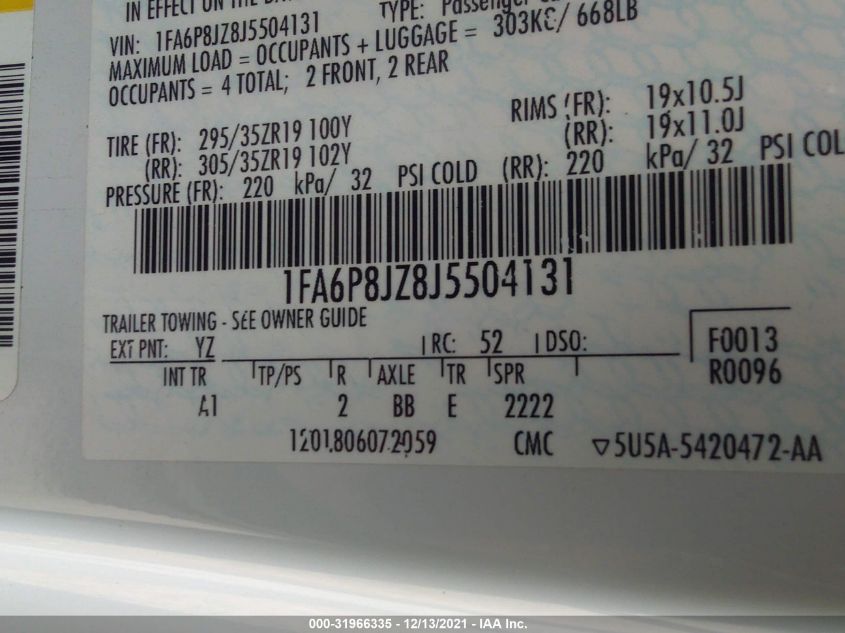 IN EFFECT ON THE
VIN: 1FA6P8JZ8J5504131 TYPE: Passenger
MAXIMUM LOAD = OCCUPANTS + LUGGAGE = 303KG/ 668LB
OCCUPANTS = 4 TOTAL; 2 FRONT, 2 REAR
TIRE (FR): 295/35ZR19 100Y RIMS (FR): 19x10.5J
(RR): 305/35ZR19 102Y (RR): 19x11.0J
PRESSURE (FR): 220 kPa/ 32 PSI COLD (RR): 220 kPa/ 32 PSI COL
1FA6P8JZ8J5504131
TRAILER TOWING - SEE OWNER GUIDE
EXT PNT: YZ RC: 52 DSO: F0013
INT TR TP/PS R AXLE TR SPR R0096
A1 2 BB E 2222
1201806072059 CMC 5U5A-5420472-AA
000-31966335 - 12/13/2021 - IAA Inc.